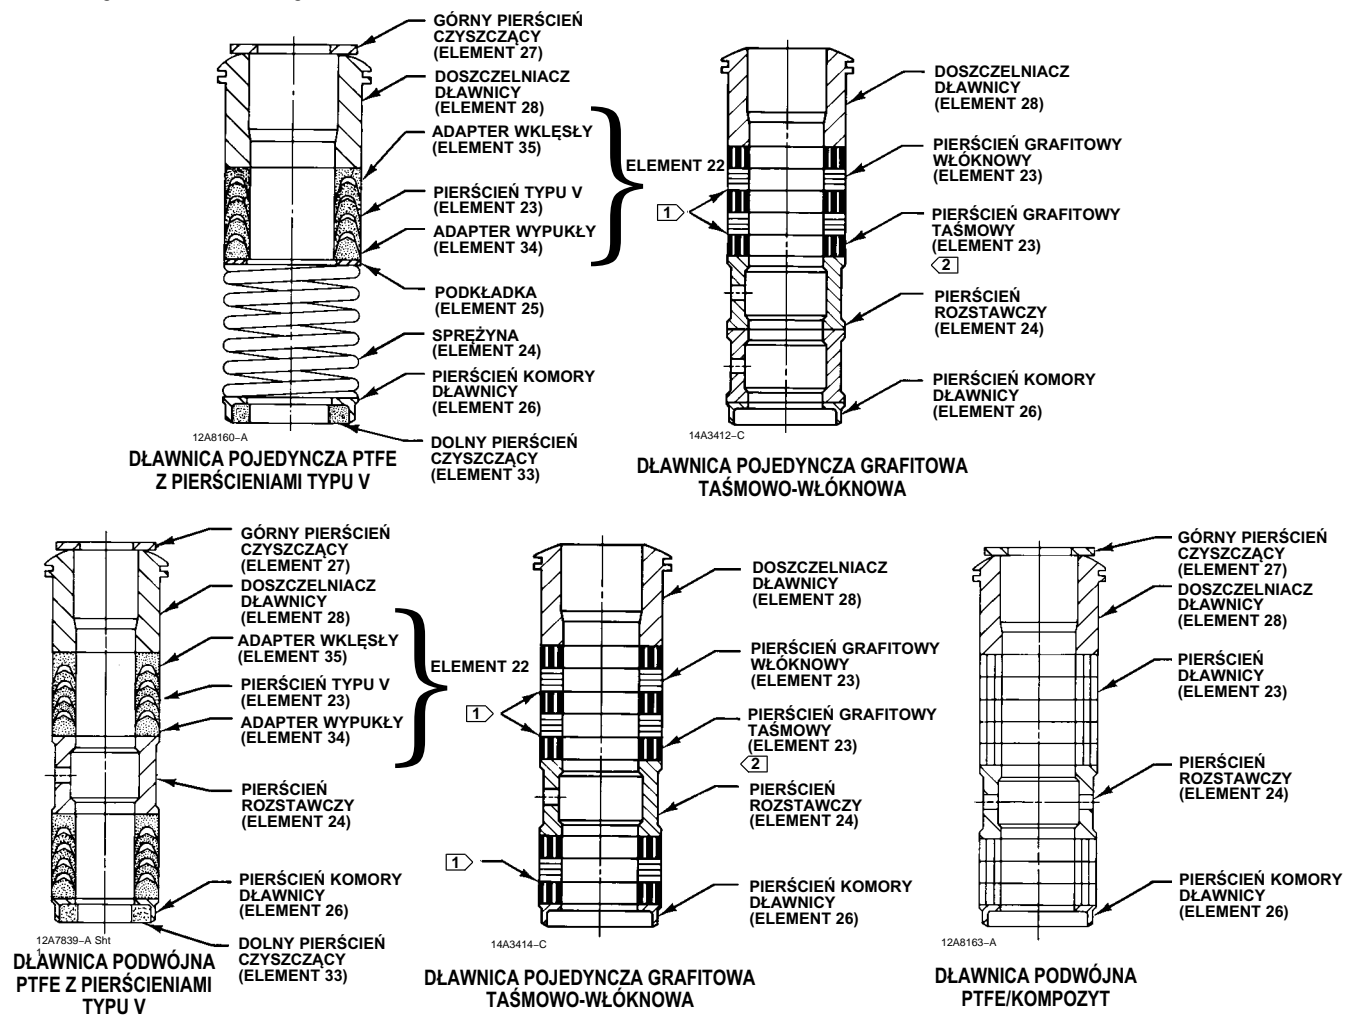 GÓRNY PIERŚCIEŃ
CZYSZCZĄCY
(ELEMENT 27)
DOSZCZELNIACZ
DŁAWNICY
(ELEMENT 28)
ADAPTER WKLĘSŁY
(ELEMENT 35)
PIERŚCIEŃ TYPU V
(ELEMENT 23)
ADAPTER WYPUKŁY
(ELEMENT 34)
PODKŁADKA
(ELEMENT 25)
SPRĘŻYNA
(ELEMENT 24)
PIERŚCIEŃ KOMORY
DŁAWNICY
(ELEMENT 26)
DOLNY PIERŚCIEŃ
CZYSZCZĄCY
(ELEMENT 33)
ELEMENT 22
12A8160-A
DŁAWNICA POJEDYNCZA PTFE
Z PIERŚCIENIAMI TYPU V
DOSZCZELNIACZ
DŁAWNICY
(ELEMENT 28)
PIERŚCIEŃ GRAFITOWY
WŁÓKNOWY
(ELEMENT 23)
1
PIERŚCIEŃ GRAFITOWY
TAŚMOWY
(ELEMENT 23)
2
PIERŚCIEŃ
ROZSTAWCZY
(ELEMENT 24)
PIERŚCIEŃ KOMORY
DŁAWNICY
(ELEMENT 26)
14A3412-C
DŁAWNICA POJEDYNCZA GRAFITOWA
TAŚMOWO-WŁÓKNOWA
GÓRNY PIERŚCIEŃ
CZYSZCZĄCY
(ELEMENT 27)
DOSZCZELNIACZ
DŁAWNICY
(ELEMENT 28)
ADAPTER WKLĘSŁY
(ELEMENT 35)
PIERŚCIEŃ TYPU V
(ELEMENT 23)
ADAPTER WYPUKŁY
(ELEMENT 34)
PIERŚCIEŃ
ROZSTAWCZY
(ELEMENT 24)
PIERŚCIEŃ KOMORY
DŁAWNICY
(ELEMENT 26)
DOLNY PIERŚCIEŃ
CZYSZCZĄCY
(ELEMENT 33)
ELEMENT 22
12A7839-A Sht
1
DŁAWNICA PODWÓJNA
PTFE Z PIERŚCIENIAMI
TYPU V
DOSZCZELNIACZ
DŁAWNICY
(ELEMENT 28)
PIERŚCIEŃ GRAFITOWY
WŁÓKNOWY
(ELEMENT 23)
1
PIERŚCIEŃ GRAFITOWY
TAŚMOWY
(ELEMENT 23)
2
PIERŚCIEŃ
ROZSTAWCZY
(ELEMENT 24)
1
PIERŚCIEŃ KOMORY
DŁAWNICY
(ELEMENT 26)
14A3414-C
DŁAWNICA POJEDYNCZA GRAFITOWA
TAŚMOWO-WŁÓKNOWA
GÓRNY PIERŚCIEŃ
CZYSZCZĄCY
(ELEMENT 27)
DOSZCZELNIACZ
DŁAWNICY
(ELEMENT 28)
PIERŚCIEŃ
DŁAWNICY
(ELEMENT 23)
PIERŚCIEŃ
ROZSTAWCZY
(ELEMENT 24)
PIERŚCIEŃ KOMORY
DŁAWNICY
(ELEMENT 26)
12A8163-A
DŁAWNICA PODWÓJNA
PTFE/KOMPOZYT